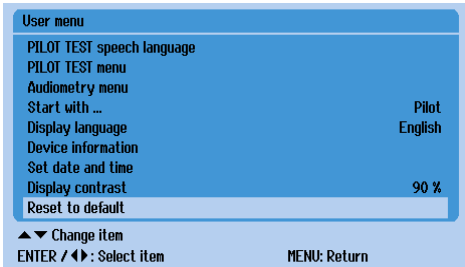 User menu
PILOT TEST speech language
PILOT TEST menu
Audiometry menu
Start with ... Pilot
Display language English
Device information
Set date and time
Display contrast 90 %
Reset to default
▲▼ Change item
ENTER / ◀▶: Select item MENU: Return